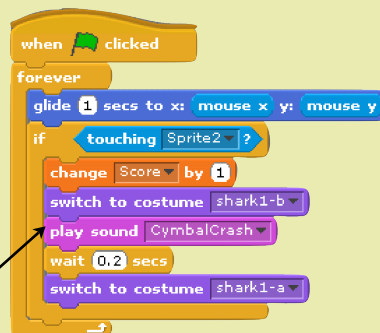 when clicked
forever
glide 1 secs to x: mouse x y: mouse y
if touching Sprite2 ?
change Score by 1
switch to costume shark1-b
play sound CymbalCrash
wait 0.2 secs
switch to costume shark1-a